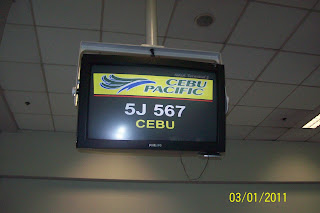 CEBU
PACIFIC
5J 567
CEBU
PHILIPS
03/01/2011